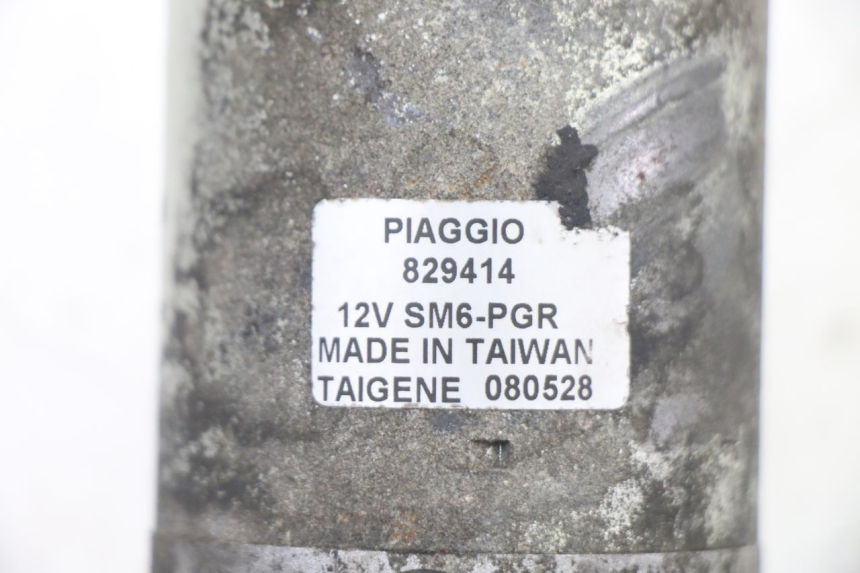 PIAGGIO
829414
12V SM6-PGR
MADE IN TAIWAN
TAIGENE 080528